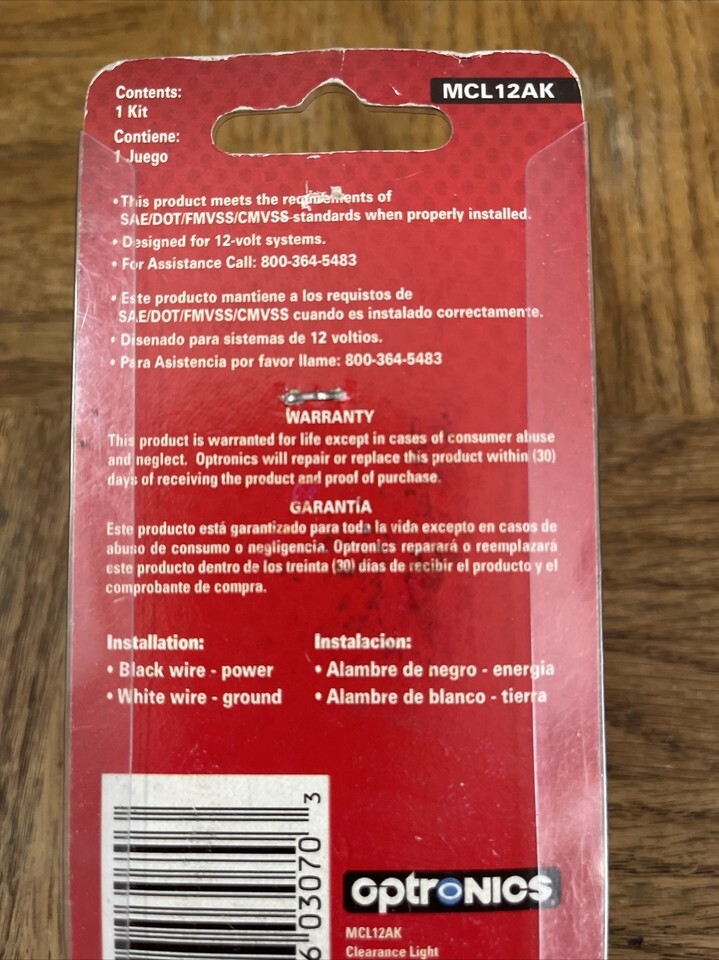 Contents:
1 Kit
Contiene:
1 Juego
MCL12AK
• This product meets the requirements of
SAE/DOT/FMVSS/CMVSS standards when properly installed.
• Designed for 12-volt systems.
• For Assistance Call: 800-364-5483
• Este producto mantiene a los requistos de
SAE/DOT/FMVSS/CMVSS cuando es instalado correctamente.
• Disenado para sistemas de 12 voltios.
• Para Asistencia por favor llame: 800-364-5483
WARRANTY
This product is warranted for life except in cases of consumer abuse
and neglect. Optronics will repair or replace this product within (30)
days of receiving the product and proof of purchase.
GARANTÍA
Este producto está garantizado para toda la vida excepto en casos de
abuso de consumo o negligencia. Optronics reparará o reemplazará
este producto dentro de los treinta (30) días de recibir el producto y el
comprobante de compra.
Installation:
• Black wire - power
• White wire - ground
Instalacion:
• Alambre de negro - energia
• Alambre de blanco - tierra
6 03070 3
optronics
MCL12AK
Clearance Light